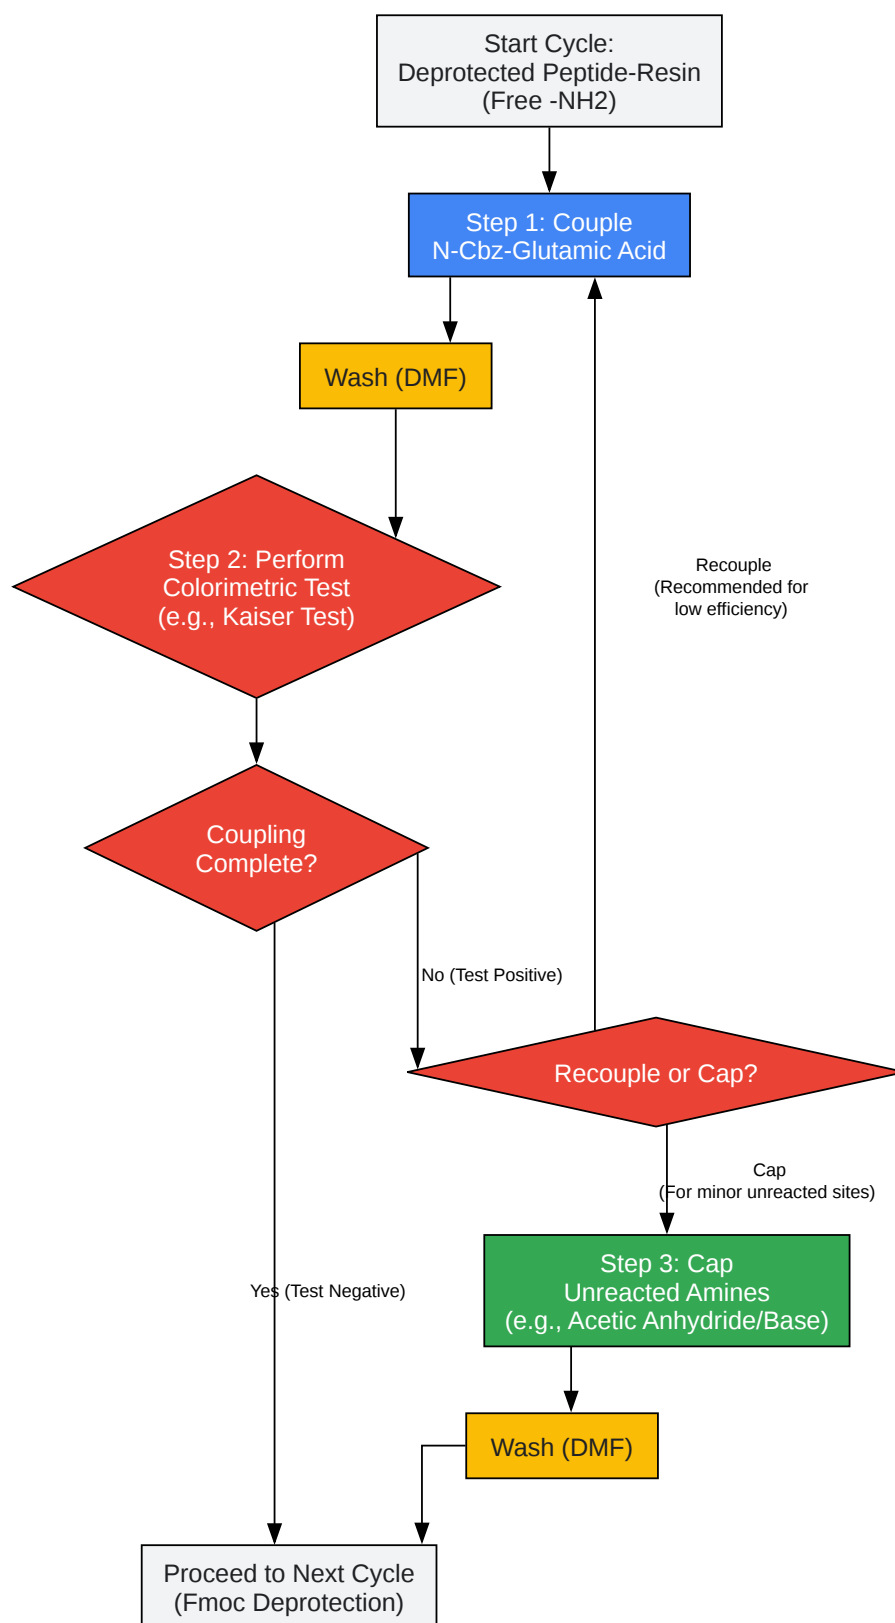 Start Cycle:
Deprotected Peptide-Resin
(Free -NH2)
Step 1: Couple
N-Cbz-Glutamic Acid
Wash (DMF)
Step 2: Perform
Colorimetric Test
(e.g., Kaiser Test)
Recouple
(Recommended for
low efficiency)
Coupling
Complete?
No (Test Positive)
Recouple or Cap?
Cap
(For minor unreacted sites)
Step 3: Cap
Unreacted Amines
(e.g., Acetic Anhydride/Base)
Yes (Test Negative)
Wash (DMF)
Proceed to Next Cycle
(Fmoc Deprotection)